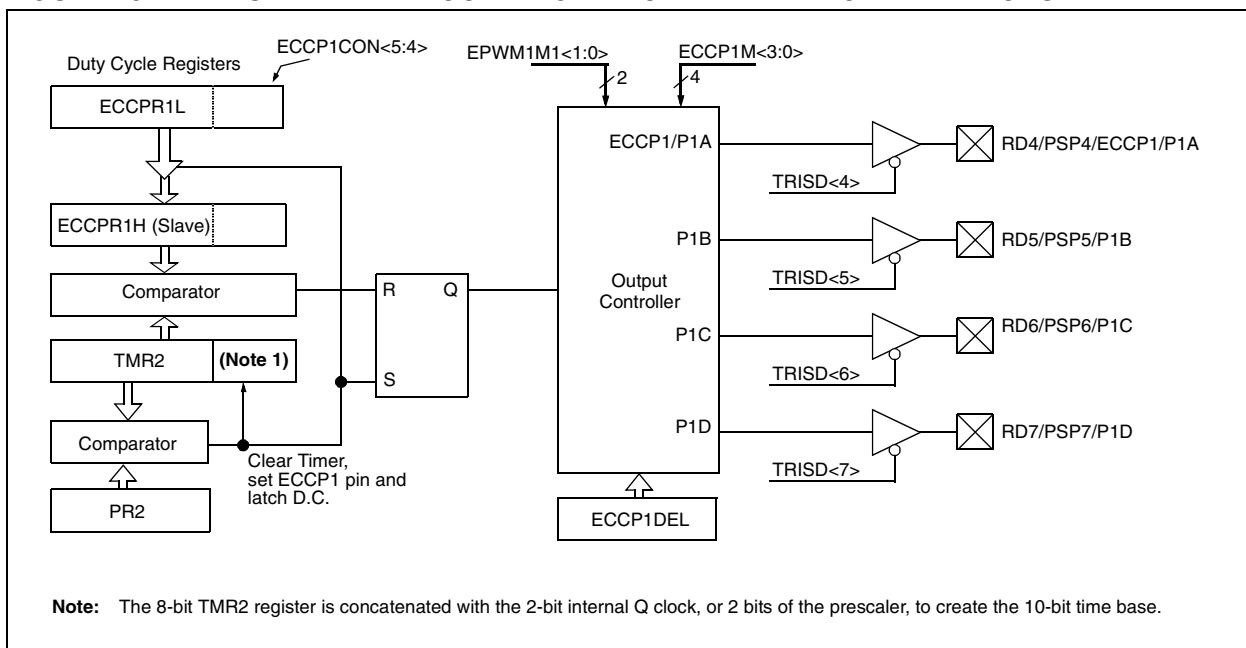 ECCP1CON<5:4>
Duty Cycle Registers
ECCPR1L
ECCPR1H (Slave)
Comparator
TMR2
(Note 1)
Comparator
PR2
Clear Timer,
set ECCP1 pin and
latch D.C.
R
Q
S
EPWM1M1<1:0>
2
ECCP1M<3:0>
4
ECCP1/P1A
P1B
Output
Controller
P1C
P1D
ECCP1DEL
TRISD<4>
RD4/PSP4/ECCP1/P1A
TRISD<5>
RD5/PSP5/P1B
TRISD<6>
RD6/PSP6/P1C
TRISD<7>
RD7/PSP7/P1D
Note: The 8-bit TMR2 register is concatenated with the 2-bit internal Q clock, or 2 bits of the prescaler, to create the 10-bit time base.